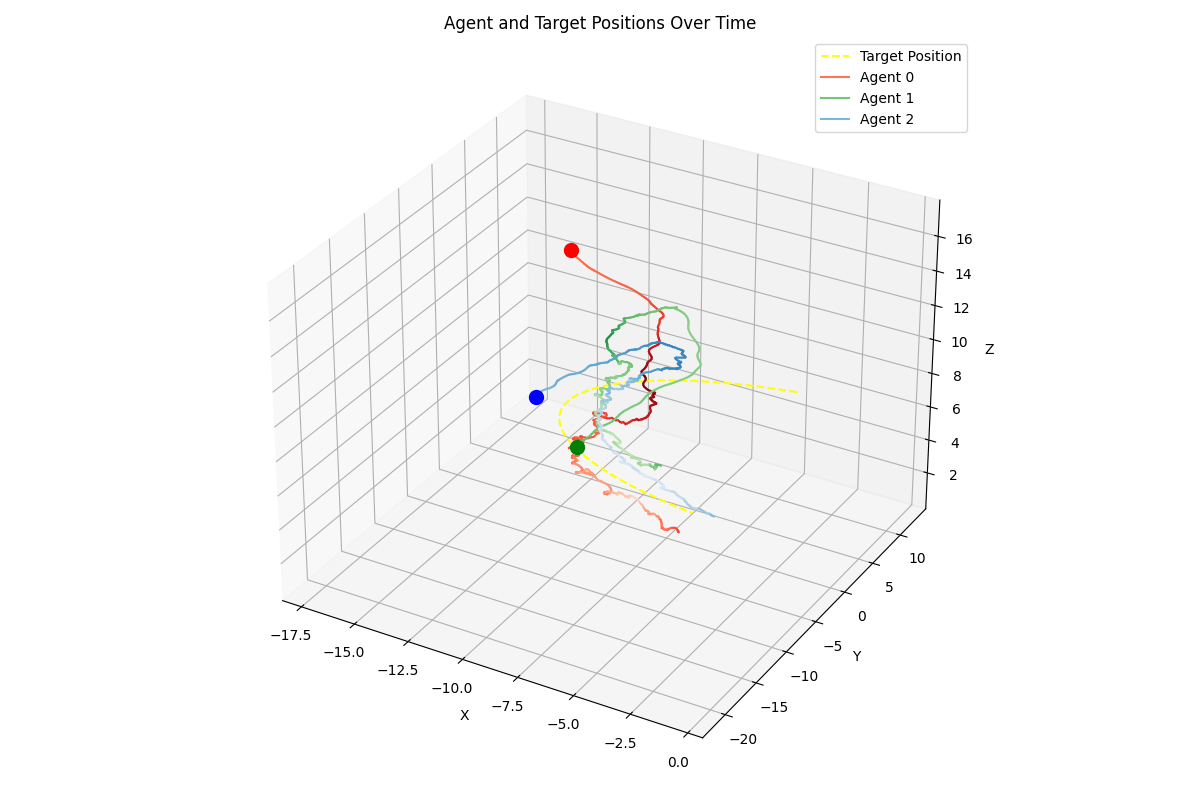 Agent and Target Positions Over Time
Target Position
Agent 0
Agent 1
Agent 2
16
14
12
10
8
6
4
2
Z
10
5
0
−5
−10
−15
−20
Y
−17.5
−15.0
−12.5
−10.0
−7.5
−5.0
−2.5
0.0
X